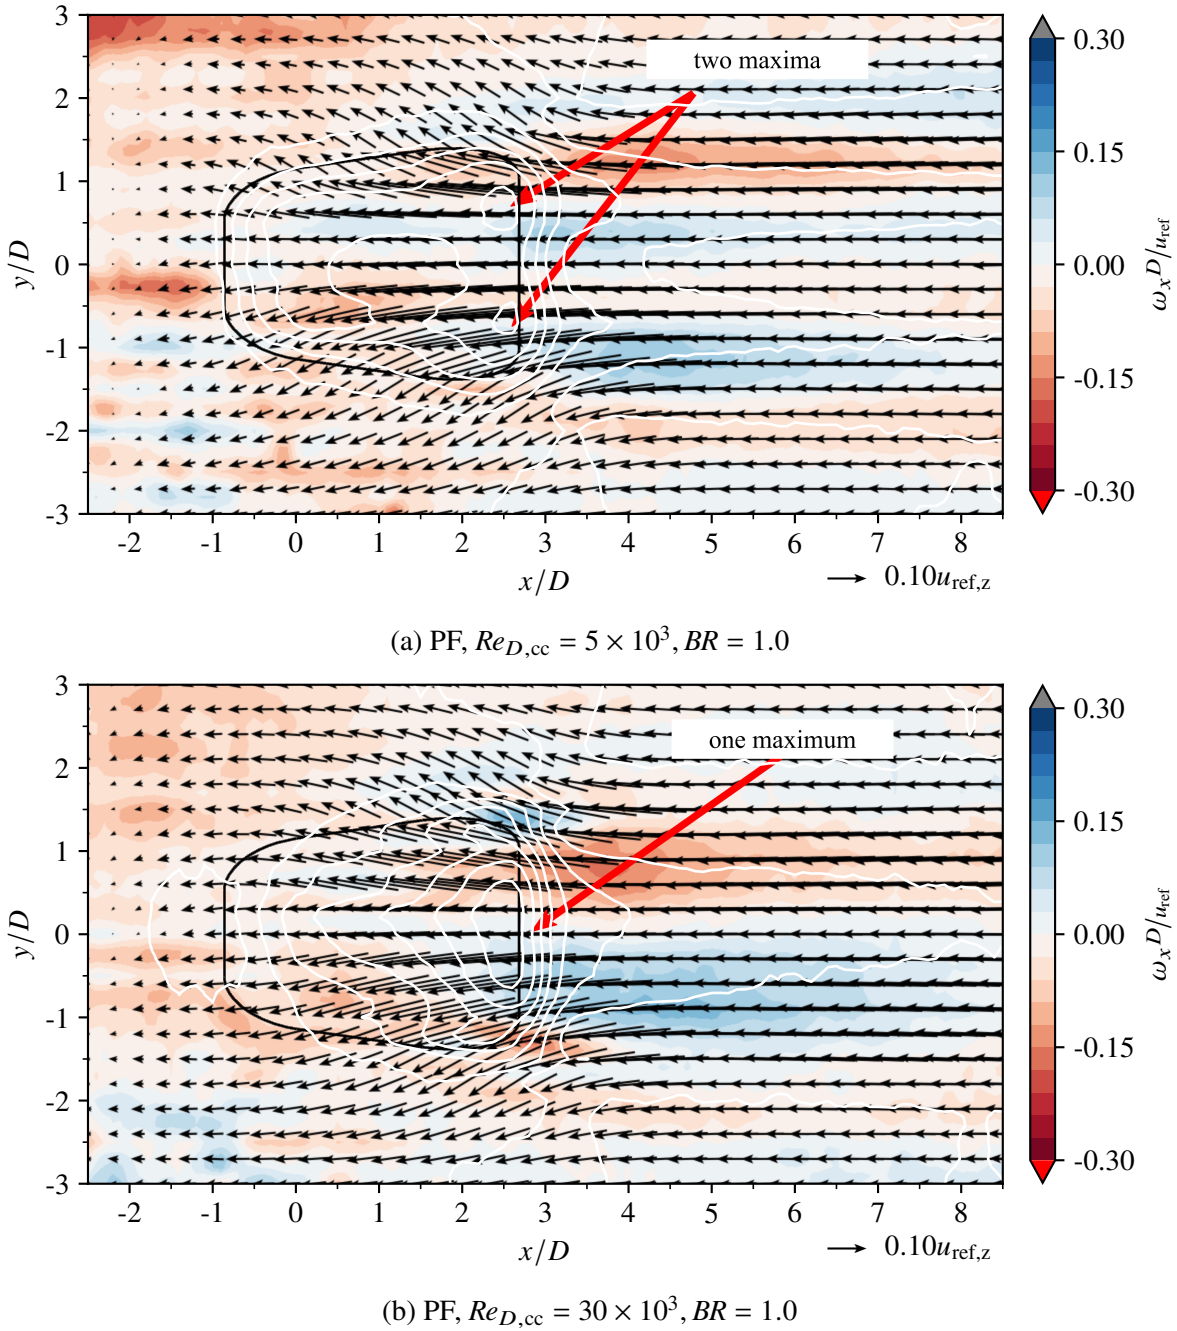 3
2
1
0
-1
-2
-3
y/D
two maxima
-2 -1 0 1 2 3 4 5 6 7 8
x/D
0.10u_ref,z
0.30
0.15
0.00
-0.15
-0.30
ω_x D/u_ref
(a) PF, Re_D,cc = 5 × 10³, BR = 1.0
3
2
1
0
-1
-2
-3
y/D
one maximum
-2 -1 0 1 2 3 4 5 6 7 8
x/D
0.10u_ref,z
0.30
0.15
0.00
-0.15
-0.30
ω_x D/u_ref
(b) PF, Re_D,cc = 30 × 10³, BR = 1.0